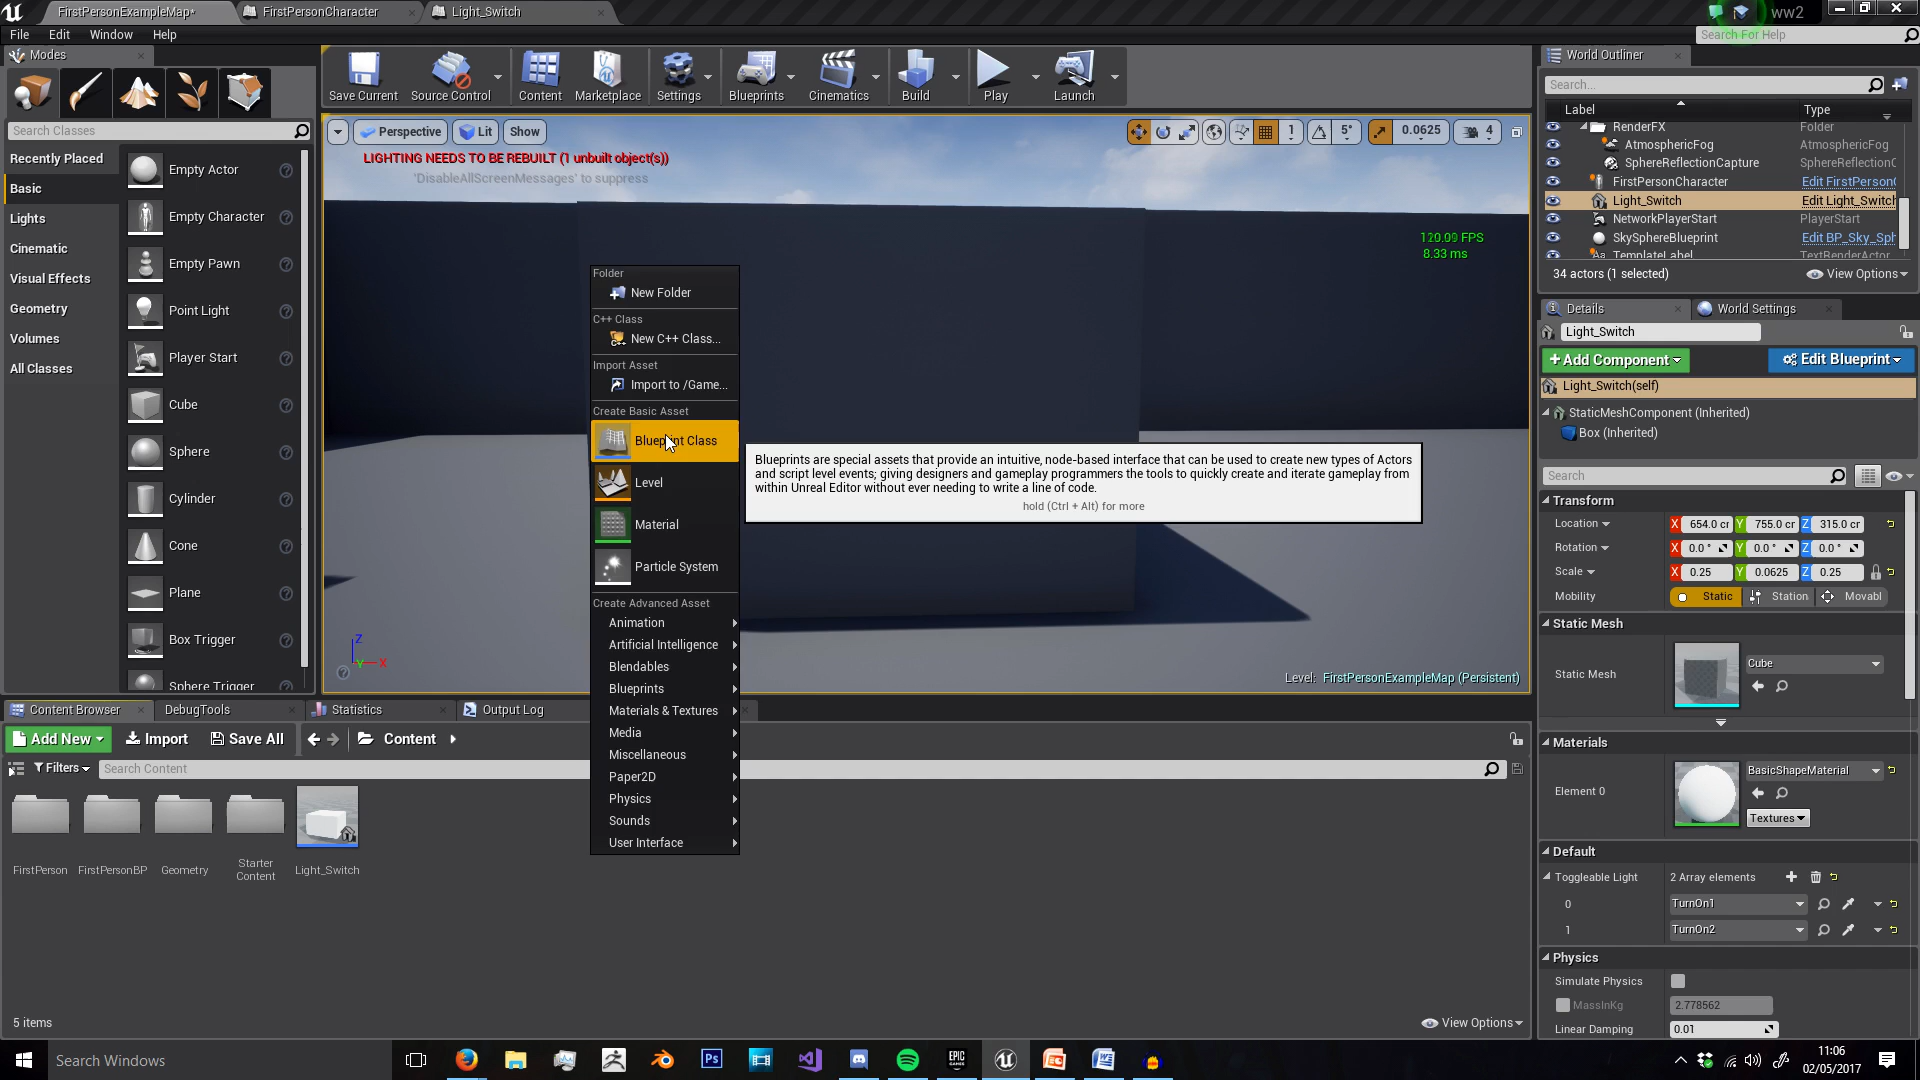 FirstPersonExampleMap*
FirstPersonCharacter
Light_Switch
ww2
File Edit Window Help
Search For Help
Modes
Search Classes
Recently Placed
Basic
Lights
Cinematic
Visual Effects
Geometry
Volumes
All Classes
Empty Actor
Empty Character
Empty Pawn
Point Light
Player Start
Cube
Sphere
Cylinder
Cone
Plane
Box Trigger
Sphere Trigger
Save Current
Source Control
Content
Marketplace
Settings
Blueprints
Cinematics
Build
Play
Launch
Perspective
Lit
Show
1
5°
0.0625
4
LIGHTING NEEDS TO BE REBUILT (1 unbuilt object(s))
'DisableAllScreenMessages' to suppress
120.00 FPS
8.33 ms
Z
Y
X
Level: FirstPersonExampleMap (Persistent)
Folder
New Folder
C++ Class
New C++ Class...
Import Asset
Import to /Game...
Create Basic Asset
Blueprint Class
Level
Material
Particle System
Create Advanced Asset
Animation
Artificial Intelligence
Blendables
Blueprints
Materials & Textures
Media
Miscellaneous
Paper2D
Physics
Sounds
User Interface
Blueprints are special assets that provide an intuitive, node-based interface that can be used to create new types of Actors
and script level events; giving designers and gameplay programmers the tools to quickly create and iterate gameplay from
within Unreal Editor without ever needing to write a line of code.
hold (Ctrl + Alt) for more
World Outliner
Search...
Label Type
RenderFX Folder
AtmosphericFog AtmosphericFog
SphereReflectionCapture SphereReflectionC
FirstPersonCharacter Edit FirstPersonC
Light_Switch Edit Light_Switch
NetworkPlayerStart PlayerStart
SkySphereBlueprint Edit BP_Sky_Sph
TemplateLabel TextRenderActor
34 actors (1 selected)
View Options
Details
World Settings
Light_Switch
+Add Component
Edit Blueprint
Light_Switch(self)
StaticMeshComponent (Inherited)
Box (Inherited)
Search
Transform
Location X 654.0 cr Y 755.0 cr Z 315.0 cr
Rotation X 0.0 ° Y 0.0 ° Z 0.0 °
Scale X 0.25 Y 0.0625 Z 0.25
Mobility Static Station Movabl
Static Mesh
Static Mesh
Cube
Materials
Element 0
BasicShapeMaterial
Textures
Default
Toggleable Light 2 Array elements
0 TurnOn1
1 TurnOn2
Physics
Simulate Physics
MassInKg 2.778562
Linear Damping 0.01
Content Browser
DebugTools
Statistics
Output Log
Add New
Import
Save All
Content
Filters
Search Content
FirstPerson
FirstPersonBP
Geometry
Starter
Content
Light_Switch
5 items
View Options
Search Windows
Ps
EPIC
GAMES
11:06
02/05/2017